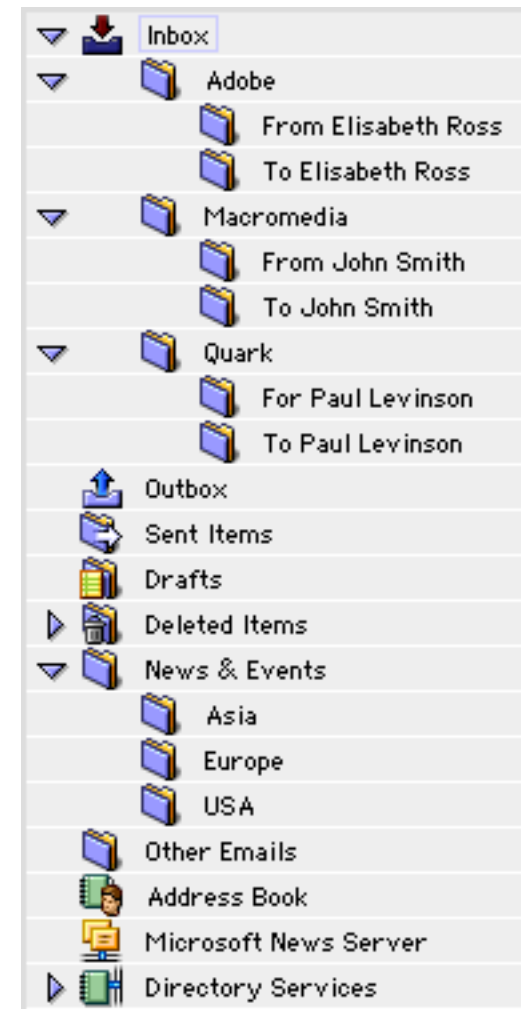 Inbox
Adobe
From Elisabeth Ross
To Elisabeth Ross
Macromedia
From John Smith
To John Smith
Quark
For Paul Levinson
To Paul Levinson
Outbox
Sent Items
Drafts
Deleted Items
News & Events
Asia
Europe
USA
Other Emails
Address Book
Microsoft News Server
Directory Services